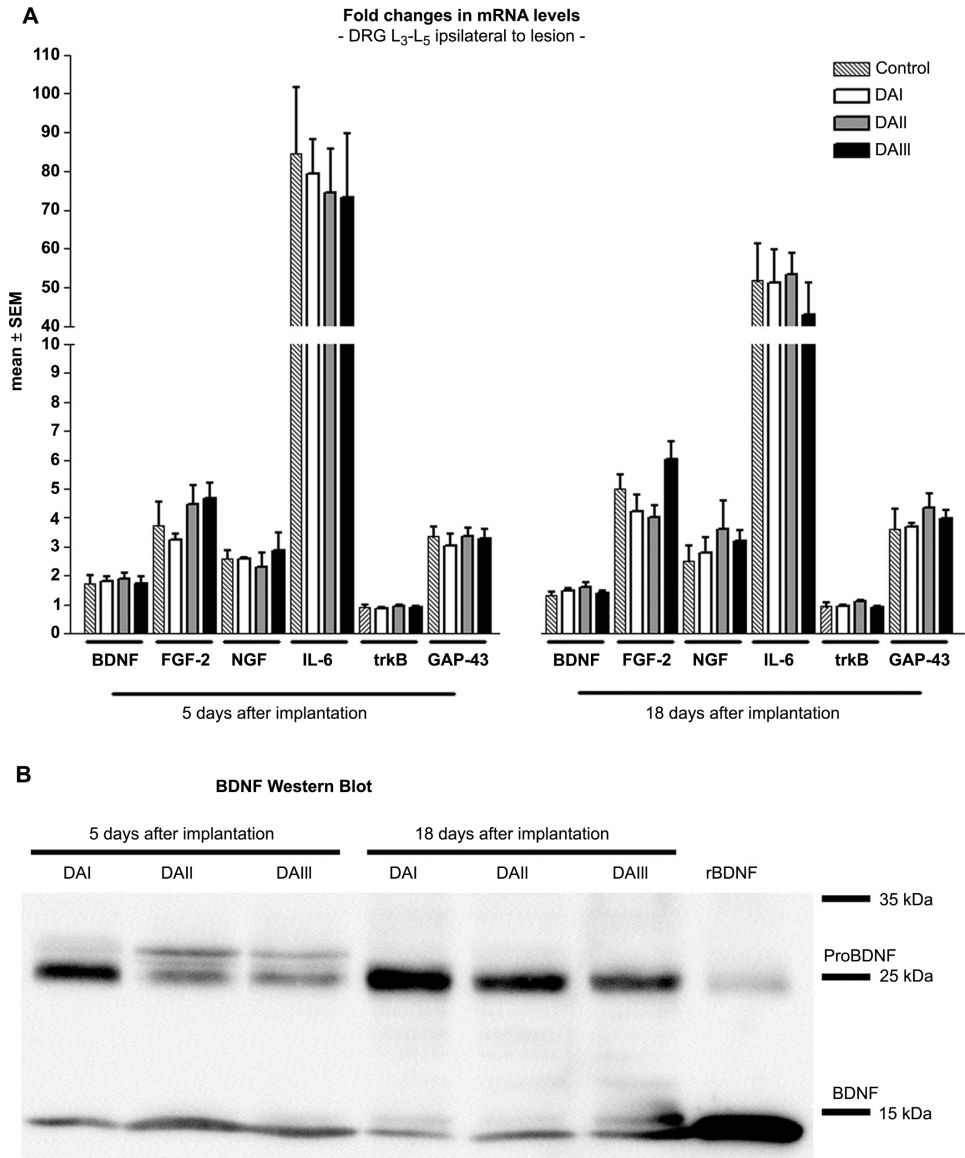 A
Fold changes in mRNA levels
- DRG L3-L5 ipsilateral to lesion -
110
100
90
80
70
60
50
40
10
9
8
7
6
5
4
3
2
1
0
mean ± SEM
Control
DAI
DAII
DAIII
BDNF FGF-2 NGF IL-6 trkB GAP-43
BDNF FGF-2 NGF IL-6 trkB GAP-43
5 days after implantation
18 days after implantation
B
BDNF Western Blot
5 days after implantation
18 days after implantation
DAI DAII DAIII DAI DAII DAIII rBDNF
35 kDa
ProBDNF
25 kDa
BDNF
15 kDa